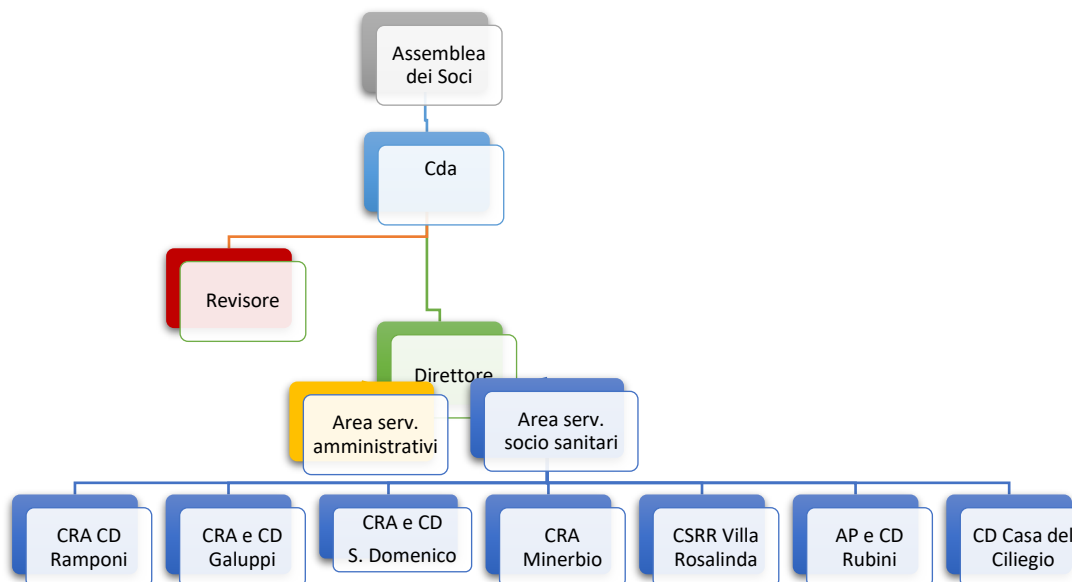 Assemblea
dei Soci
Cda
Revisore
Direttore
Area serv.
amministrativi
Area serv.
socio sanitari
CRA CD
Ramponi
CRA e CD
Galuppi
CRA e CD
S. Domenico
CRA
Minerbio
CSRR Villa
Rosalinda
AP e CD
Rubini
CD Casa del
Ciliegio